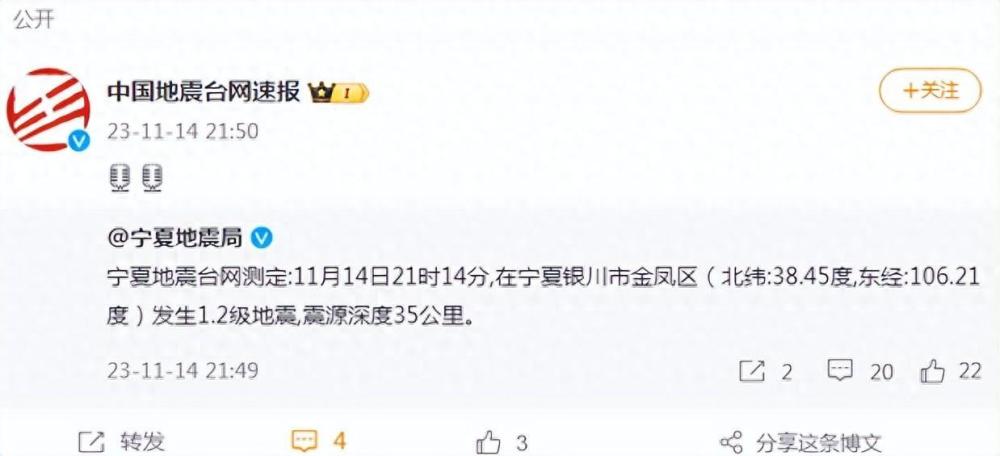 公开
中国地震台网速报 I
+关注
23-11-14 21:50
@宁夏地震局
宁夏地震台网测定:11月14日21时14分,在宁夏银川市金凤区（北纬:38.45度,东经:106.21
度）发生1.2级地震,震源深度35公里。
23-11-14 21:49 2 20 22
转发 4 3 分享这条博文